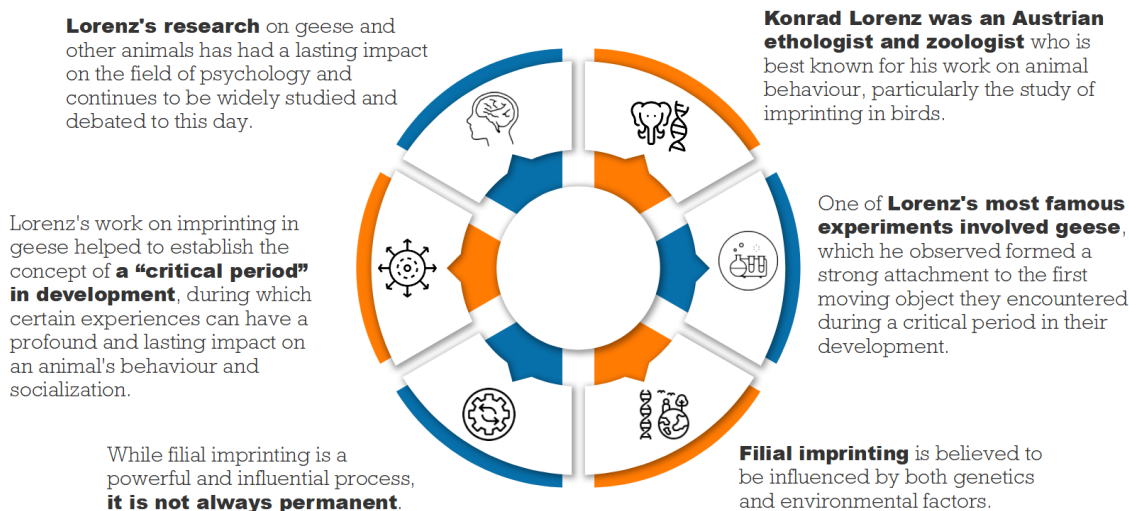 Lorenz's research on geese and
other animals has had a lasting impact
on the field of psychology and
continues to be widely studied and
debated to this day.
Konrad Lorenz was an Austrian
ethologist and zoologist who is
best known for his work on animal
behaviour, particularly the study of
imprinting in birds.
Lorenz's work on imprinting in
geese helped to establish the
concept of a “critical period”
in development, during which
certain experiences can have a
profound and lasting impact on
an animal's behaviour and
socialization.
One of Lorenz's most famous
experiments involved geese,
which he observed formed a
strong attachment to the first
moving object they encountered
during a critical period in their
development.
While filial imprinting is a
powerful and influential process,
it is not always permanent.
Filial imprinting is believed to
be influenced by both genetics
and environmental factors.